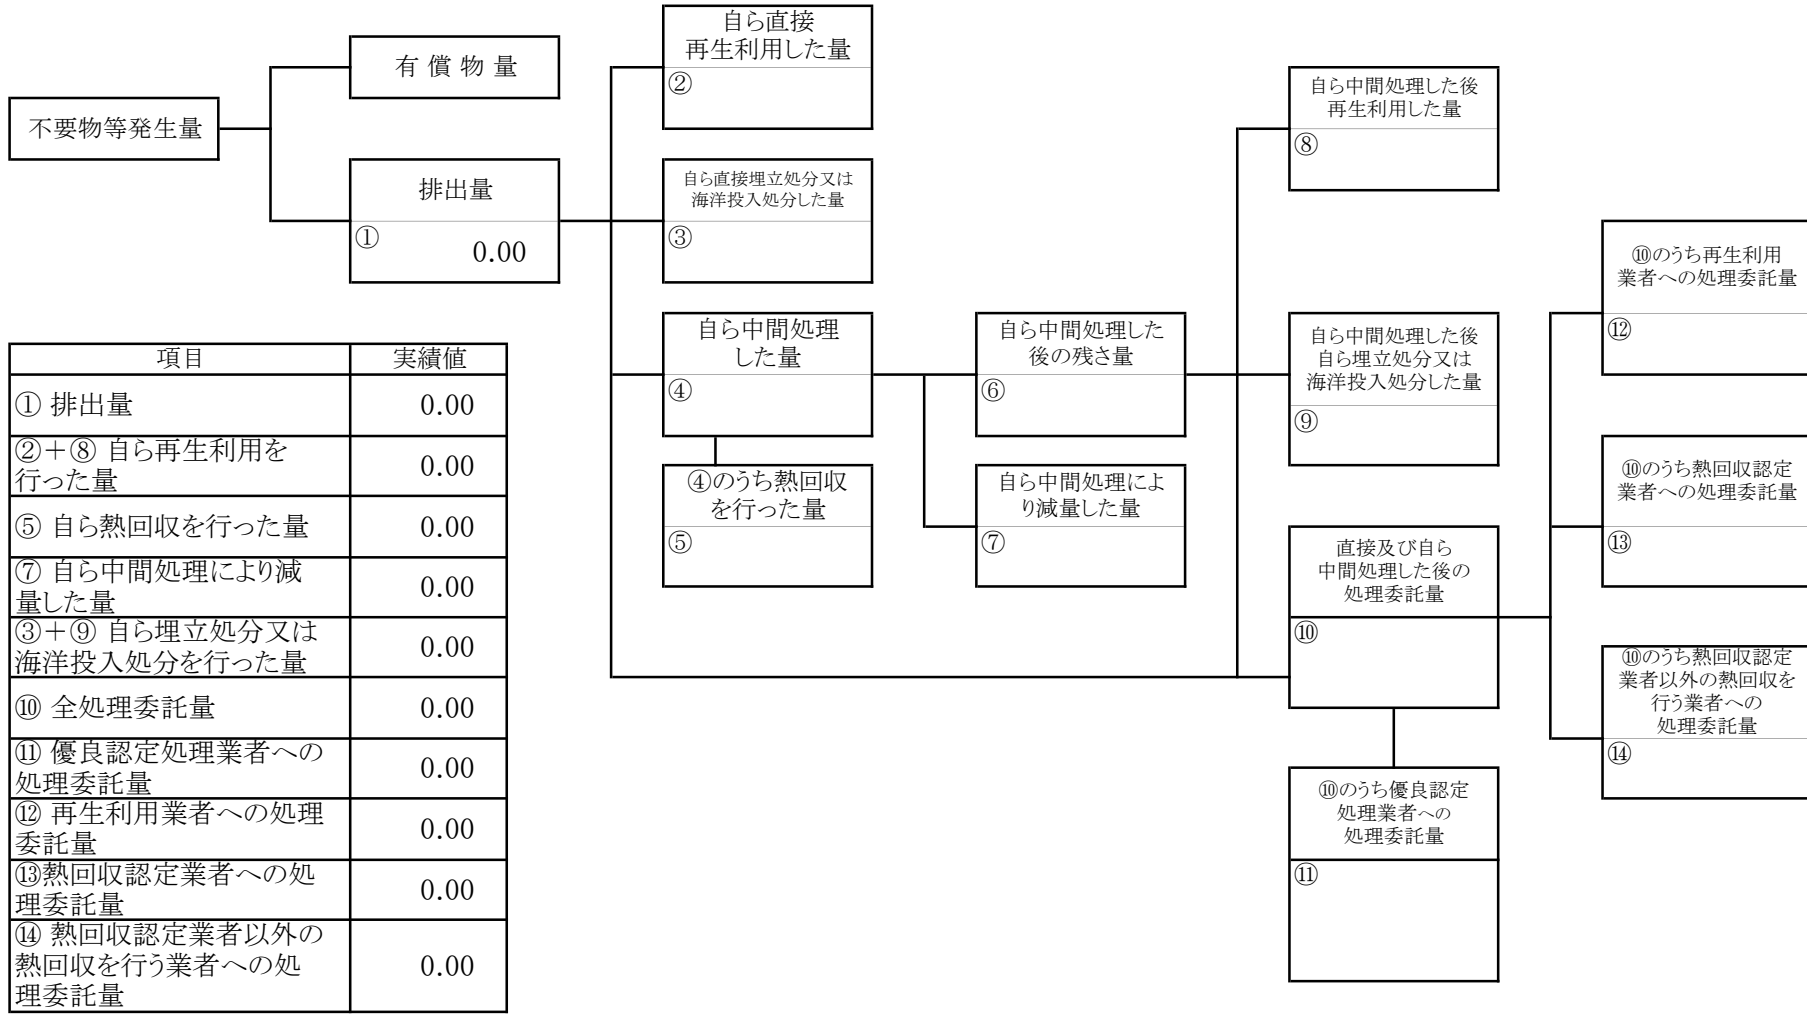 不要物等発生量
有 償 物 量
排出量
①
0.00
自ら直接
再生利用した量
②
自ら直接埋立処分又は
海洋投入処分した量
③
自ら中間処理
した量
④
④のうち熱回収
を行った量
⑤
自ら中間処理した
後の残さ量
⑥
自ら中間処理によ
り減量した量
⑦
自ら中間処理した後
再生利用した量
⑧
自ら中間処理した後
自ら埋立処分又は
海洋投入処分した量
⑨
直接及び自ら
中間処理した後の
処理委託量
⑩
⑩のうち優良認定
処理業者への
処理委託量
⑪
⑩のうち再生利用
業者への処理委託量
⑫
⑩のうち熱回収認定
業者への処理委託量
⑬
⑩のうち熱回収認定
業者以外の熱回収を
行う業者への
処理委託量
⑭
項目 実績値
① 排出量 0.00
②+⑧ 自ら再生利用を
行った量 0.00
⑤ 自ら熱回収を行った量 0.00
⑦ 自ら中間処理により減
量した量 0.00
③+⑨ 自ら埋立処分又は
海洋投入処分を行った量 0.00
⑩ 全処理委託量 0.00
⑪ 優良認定処理業者への
処理委託量 0.00
⑫ 再生利用業者への処理
委託量 0.00
⑬熱回収認定業者への処
理委託量 0.00
⑭ 熱回収認定業者以外の
熱回収を行う業者への処
理委託量 0.00